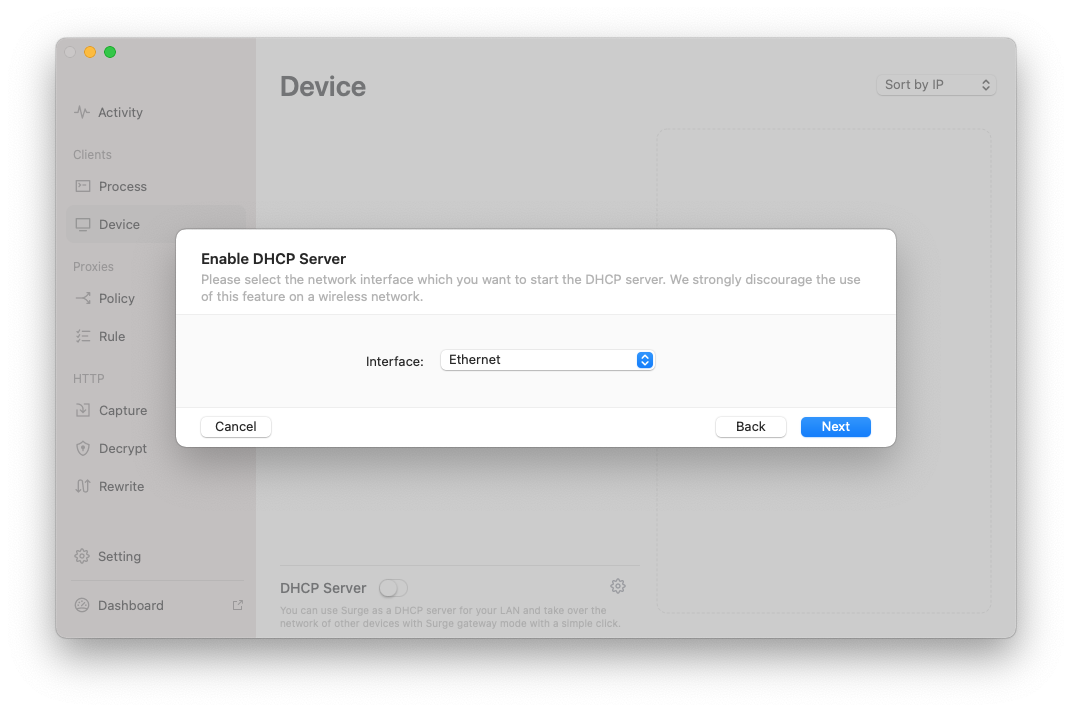 Device
Sort by IP
Activity
Clients
Process
Device
Proxies
Policy
Rule
HTTP
Capture
Decrypt
Rewrite
Setting
Dashboard
Enable DHCP Server
Please select the network interface which you want to start the DHCP server. We strongly discourage the use
of this feature on a wireless network.
Interface: Ethernet
Cancel Back Next
DHCP Server
You can use Surge as a DHCP server for your LAN and take over the
network of other devices with Surge gateway mode with a simple click.